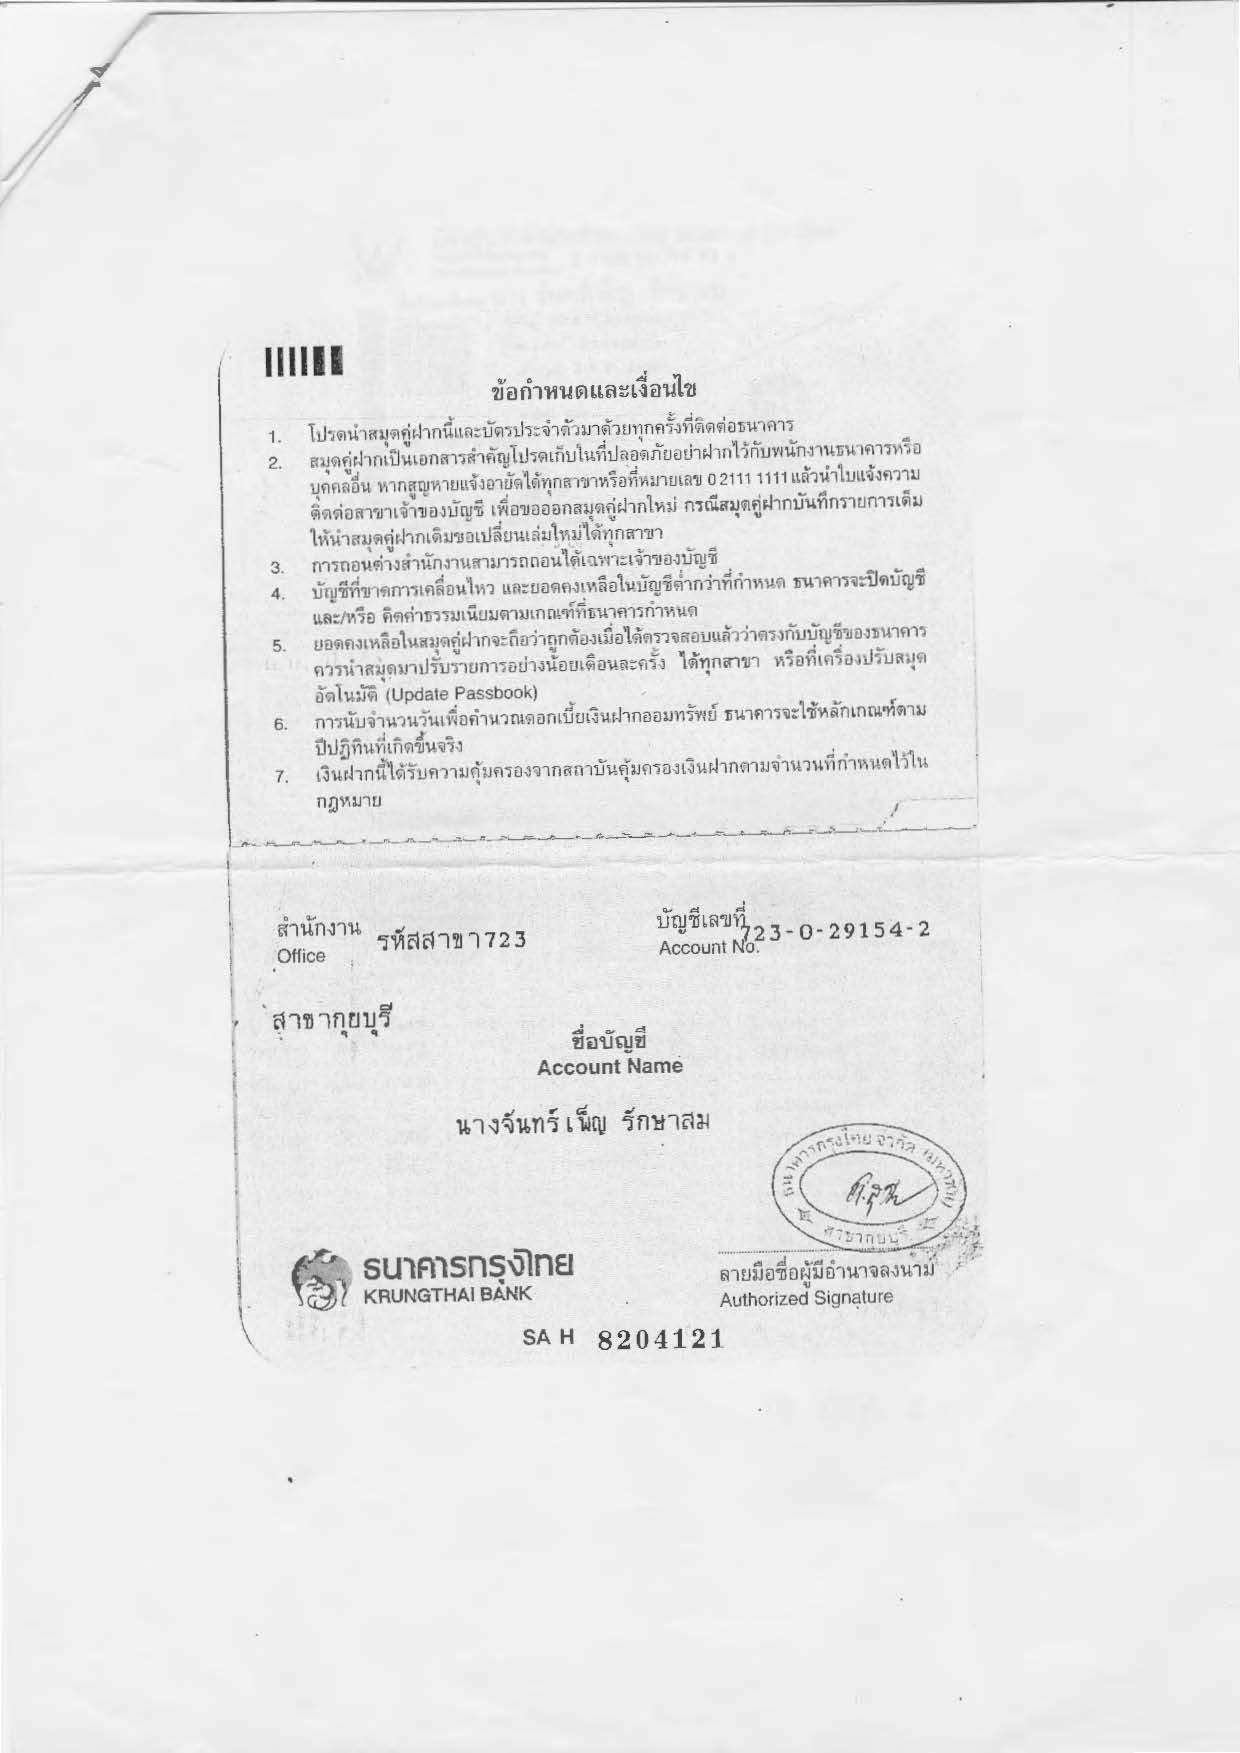 ข้อกำหนดและเงื่อนไข
1. โปรดนำสมุดคู่ฝากนี้และบัตรประจำตัวมาด้วยทุกครั้งที่ติดต่อธนาคาร
2. สมุดคู่ฝากเป็นเอกสารสำคัญโปรดเก็บในที่ปลอดภัยอย่าฝากไว้กับพนักงานธนาคารหรือ
บุคคลอื่น หากสูญหายแจ้งอายัดได้ทุกสาขาหรือที่หมายเลข 0 2111 1111 แล้วนำใบแจ้งความ
ติดต่อสาขาเจ้าของบัญชี เพื่อขอออกสมุดคู่ฝากใหม่ กรณีสมุดคู่ฝากบันทึกรายการเต็ม
ให้นำสมุดคู่ฝากเดิมขอเปลี่ยนเล่มใหม่ได้ทุกสาขา
3. การถอนต่างสำนักงานสามารถถอนได้เฉพาะเจ้าของบัญชี
4. บัญชีที่ขาดการเคลื่อนไหว และยอดคงเหลือในบัญชีต่ำกว่าที่กำหนด ธนาคารจะปิดบัญชี
และ/หรือ คิดค่าธรรมเนียมตามเกณฑ์ที่ธนาคารกำหนด
5. ยอดคงเหลือในสมุดคู่ฝากจะถือว่าถูกต้องเมื่อได้ตรวจสอบแล้วว่าตรงกับบัญชีของธนาคาร
ควรนำสมุดมาปรับรายการอย่างน้อยเดือนละครั้ง ได้ทุกสาขา หรือที่เครื่องปรับสมุด
อัตโนมัติ (Update Passbook)
6. การนับจำนวนวันเพื่อคำนวณดอกเบี้ยเงินฝากออมทรัพย์ ธนาคารจะใช้หลักเกณฑ์ตาม
ปีปฏิทินที่เกิดขึ้นจริง
7. เงินฝากนี้ได้รับความคุ้มครองจากสถาบันคุ้มครองเงินฝากตามจำนวนที่กำหนดไว้ใน
กฎหมาย
สำนักงาน รหัสสาขา723 บัญชีเลขที่ 723-0-29154-2
Office Account No.
สาขากุยบุรี
ชื่อบัญชี
Account Name
นางจันทร์เพ็ญ รักษาสม
ธนาคารกรุงไทย จำกัด (มหาชน)
สาขากุยบุรี
ธนาคารกรุงไทย
KRUNGTHAI BANK
ลายมือชื่อผู้มีอำนาจลงนาม
Authorized Signature
SA H 8204121